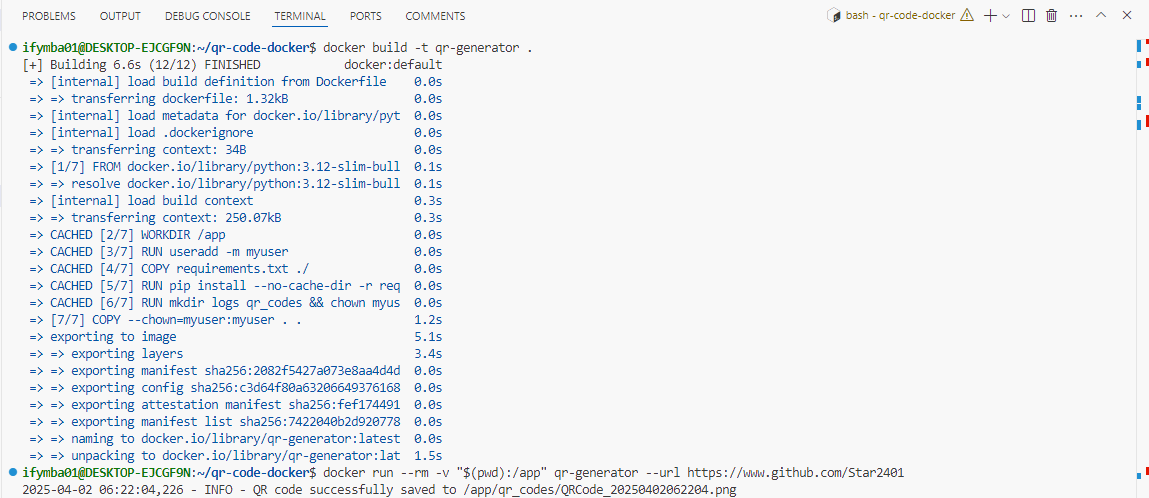 PROBLEMS OUTPUT DEBUG CONSOLE TERMINAL PORTS COMMENTS bash - qr-code-docker
ifymba01@DESKTOP-EJCGF9N:~/qr-code-docker$ docker build -t qr-generator .
[+] Building 6.6s (12/12) FINISHED docker:default
=> [internal] load build definition from Dockerfile 0.0s
=> => transferring dockerfile: 1.32kB 0.0s
=> [internal] load metadata for docker.io/library/pyt 0.0s
=> [internal] load .dockerignore 0.0s
=> => transferring context: 34B 0.0s
=> [1/7] FROM docker.io/library/python:3.12-slim-bull 0.1s
=> => resolve docker.io/library/python:3.12-slim-bull 0.1s
=> [internal] load build context 0.3s
=> => transferring context: 250.07kB 0.3s
=> CACHED [2/7] WORKDIR /app 0.0s
=> CACHED [3/7] RUN useradd -m myuser 0.0s
=> CACHED [4/7] COPY requirements.txt ./ 0.0s
=> CACHED [5/7] RUN pip install --no-cache-dir -r req 0.0s
=> CACHED [6/7] RUN mkdir logs qr_codes && chown myus 0.0s
=> [7/7] COPY --chown=myuser:myuser . . 1.2s
=> exporting to image 5.1s
=> => exporting layers 3.4s
=> => exporting manifest sha256:2082f5427a073e8aa4d4d 0.0s
=> => exporting config sha256:c3d64f80a63206649376168 0.0s
=> => exporting attestation manifest sha256:fef174491 0.0s
=> => exporting manifest list sha256:7422040b2d920778 0.0s
=> => naming to docker.io/library/qr-generator:latest 0.0s
=> => unpacking to docker.io/library/qr-generator:lat 1.5s
ifymba01@DESKTOP-EJCGF9N:~/qr-code-docker$ docker run --rm -v "$(pwd):/app" qr-generator --url https://www.github.com/Star2401
2025-04-02 06:22:04,226 - INFO - QR code successfully saved to /app/qr_codes/QRCode_20250402062204.png